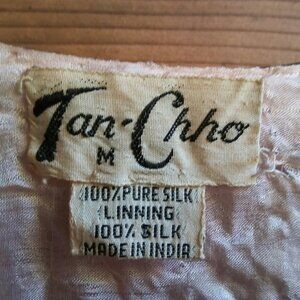 Tan-Chho
M
100% PURE SILK
LINNING
100% SILK
MADE IN INDIA